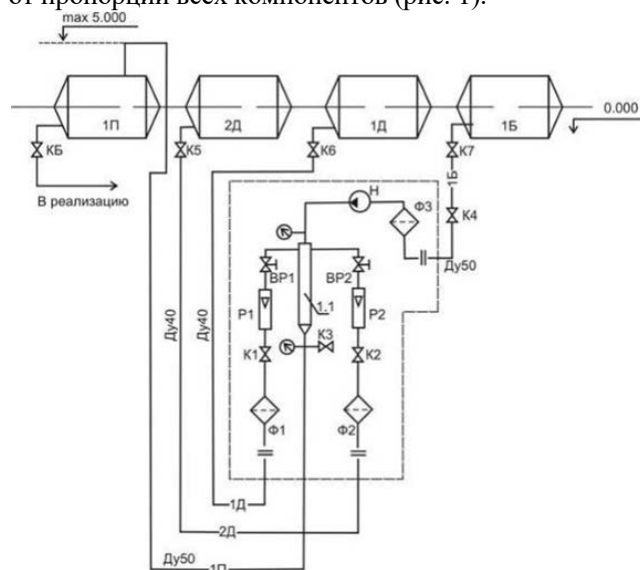 от пропорций всех компонентов (рис. 1).
max 5.000
0.000
1П
2Д
1Д
1Б
КБ
К5
К6
К7
1Б
В реализацию
Н
Ф3
К4
Ду50
ВР1
ВР2
Ду40
Ду40
Р1
1.1
Р2
К3
К1
К2
Ф1
Ф2
1Д
2Д
Ду50
1П